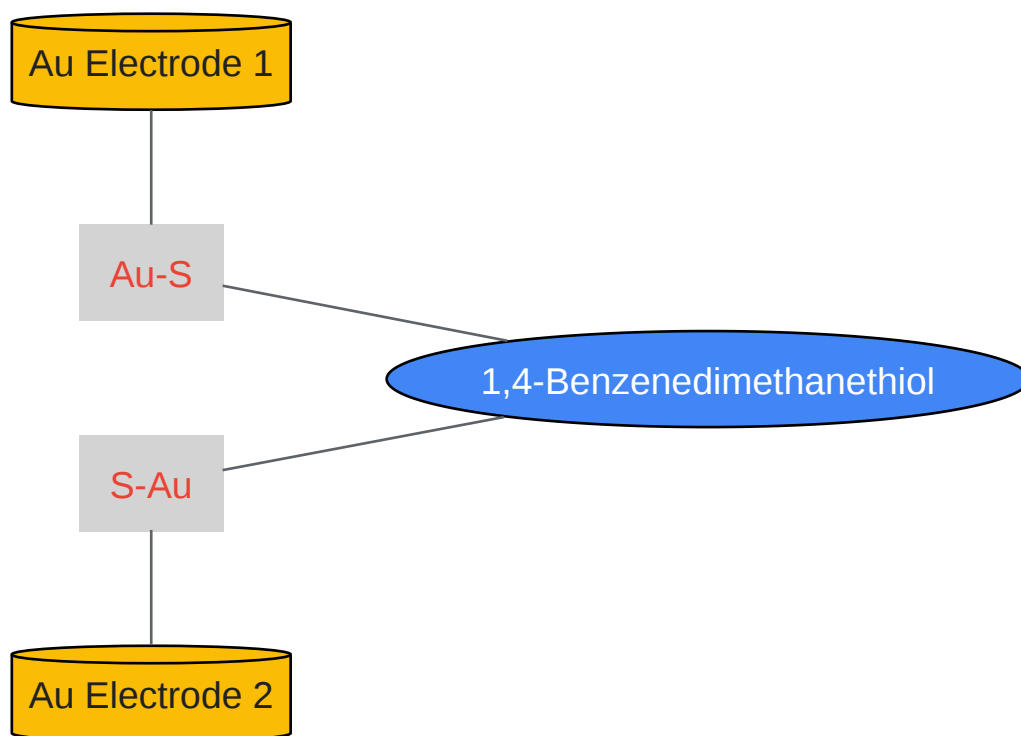 Au Electrode 1
Au-S
1,4-Benzenedimethanethiol
S-Au
Au Electrode 2